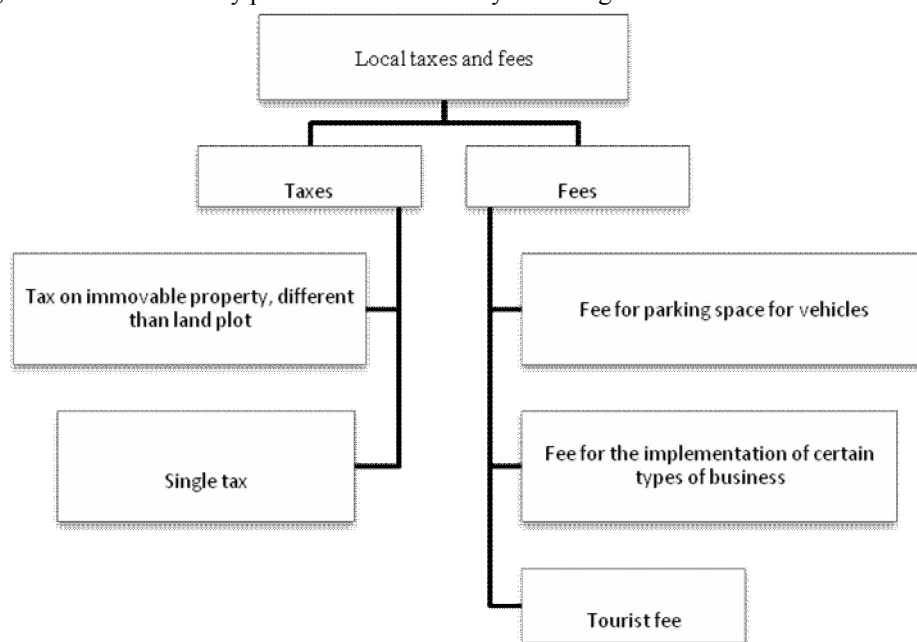 Local taxes and fees
Taxes
Fees
Tax on immovable property, different
than land plot
Fee for parking space for vehicles
Single tax
Fee for the implementation of certain
types of business
Tourist fee